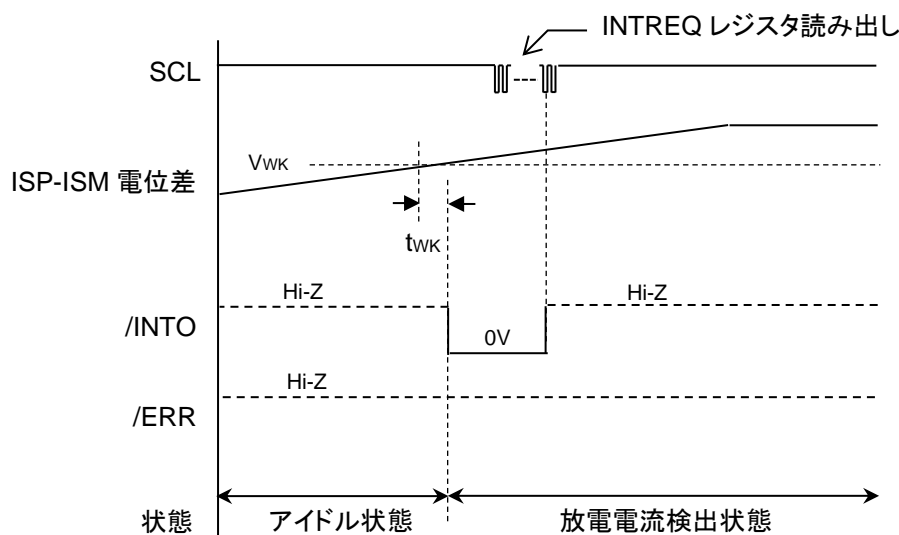 INTREQ レジスタ読み出し
SCL
VWK
ISP-ISM 電位差
tWK
Hi-Z
Hi-Z
/INTO
0V
Hi-Z
/ERR
状態
アイドル状態
放電電流検出状態